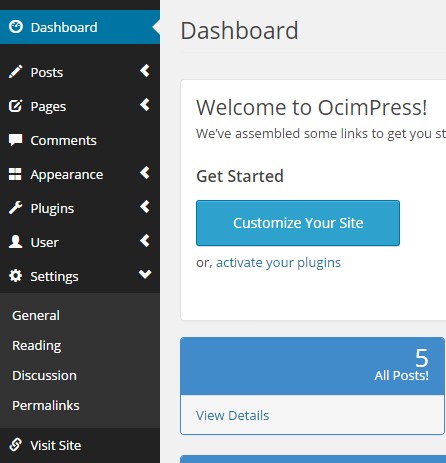 Dashboard
Posts
Pages
Comments
Appearance
Plugins
User
Settings
General
Reading
Discussion
Permalinks
Visit Site
Dashboard
Welcome to OcimPress!
We've assembled some links to get you st
Get Started
Customize Your Site
or, activate your plugins
5
All Posts!
View Details